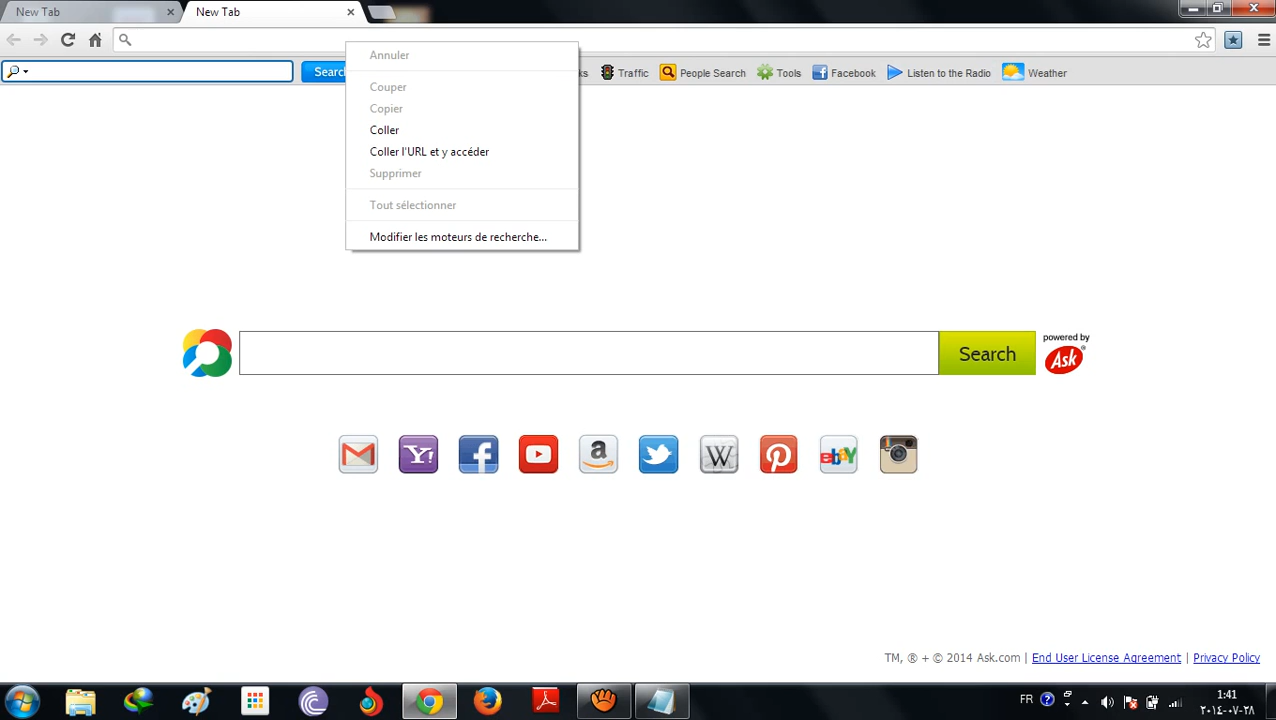 New Tab
New Tab
Search
ks
Traffic
People Search
Tools
Facebook
Listen to the Radio
Weather
Annuler
Couper
Copier
Coller
Coller l'URL et y accéder
Supprimer
Tout sélectionner
Modifier les moteurs de recherche...
Search
powered by
Ask
Y!
f
a
W
ebay
TM, ® + © 2014 Ask.com | End User License Agreement | Privacy Policy
FR
1:41
٢٠١٤-٠٧-٢٨